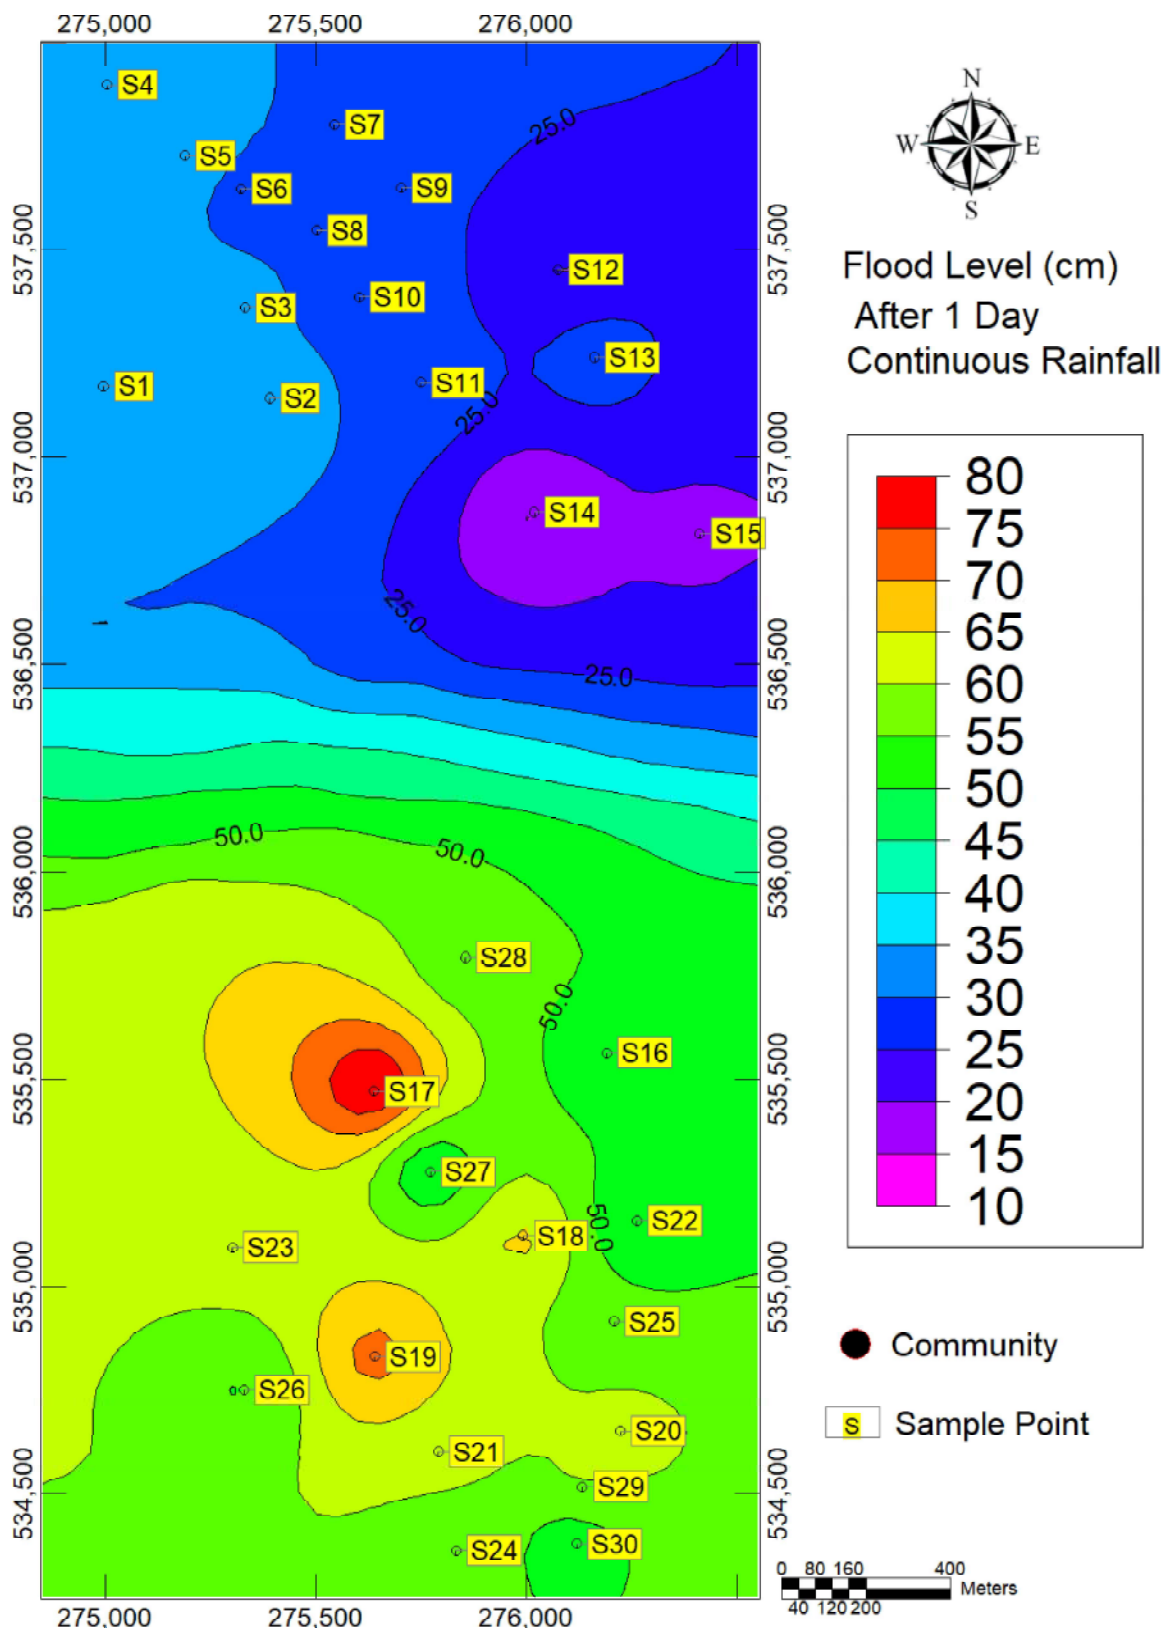 275,000 275,500 276,000
S4
S7
25.0
S5
S6
S9
S8
537,500
537,500
S12
S10
S3
S13
S11
S1
S2
25.0
537,000
537,000
S14
S15
25.0
25.0
536,500
536,500
50.0
50.0
536,000
536,000
S28
50.0
S16
535,500
535,500
S17
S27
S22
50.0
S18
S23
535,000
535,000
S25
S19
S26
S20
S21
S29
534,500
534,500
S30
S24
275,000 275,500 276,000
N
W E
S
Flood Level (cm)
After 1 Day
Continuous Rainfall
80
75
70
65
60
55
50
45
40
35
30
25
20
15
10
Community
S Sample Point
0 80 160 400
Meters
40 120 200